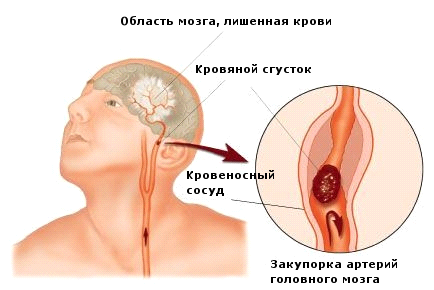 Область мозга, лишенная крови
Кровяной сгусток
Кровеносный
сосуд
Закупорка артерий
головного мозга